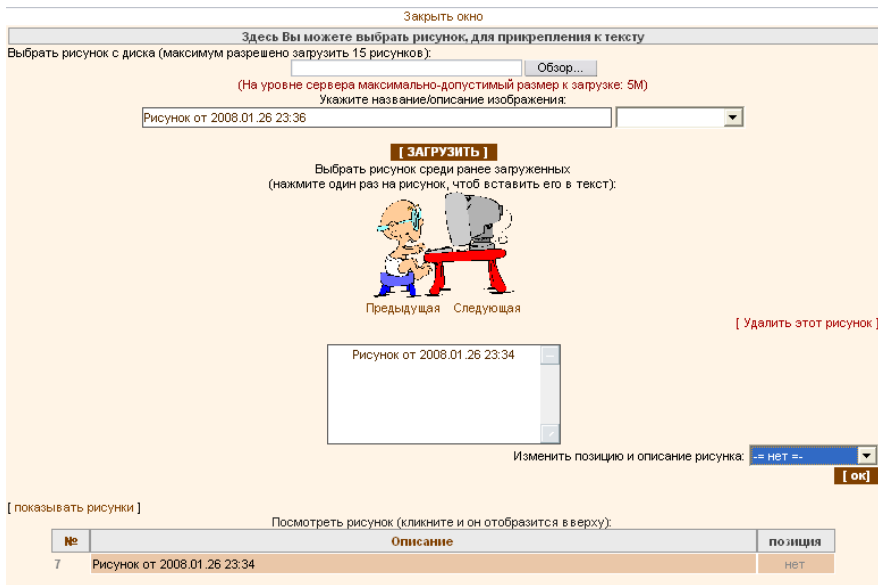 Закрыть окно
Здесь Вы можете выбрать рисунок, для прикрепления к тексту
Выбрать рисунок с диска (максимум разрешено загрузить 15 рисунков):
Обзор...
(На уровне сервера максимально-допустимый размер к загрузке: 5M)
Укажите название/описание изображения:
Рисунок от 2008.01.26 23:36
[ ЗАГРУЗИТЬ ]
Выбрать рисунок среди ранее загруженных
(нажмите один раз на рисунок, чтоб вставить его в текст):
Предыдущая Следующая
[ Удалить этот рисунок ]
Рисунок от 2008.01.26 23:34
Изменить позицию и описание рисунка: -= нет =-
[ ок]
[ показывать рисунки ]
Посмотреть рисунок (кликните и он отобразится вверху):
№ Описание позиция
7 Рисунок от 2008.01.26 23:34 нет